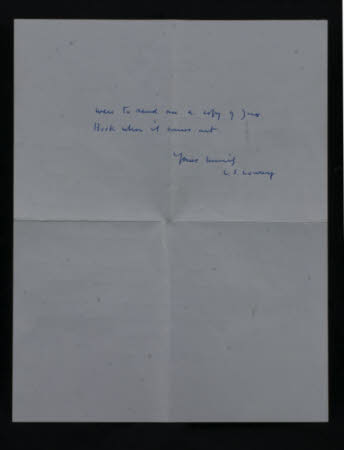 were to send me a copy of your
Book when it comes out
Yours sincerely
L S Lowry